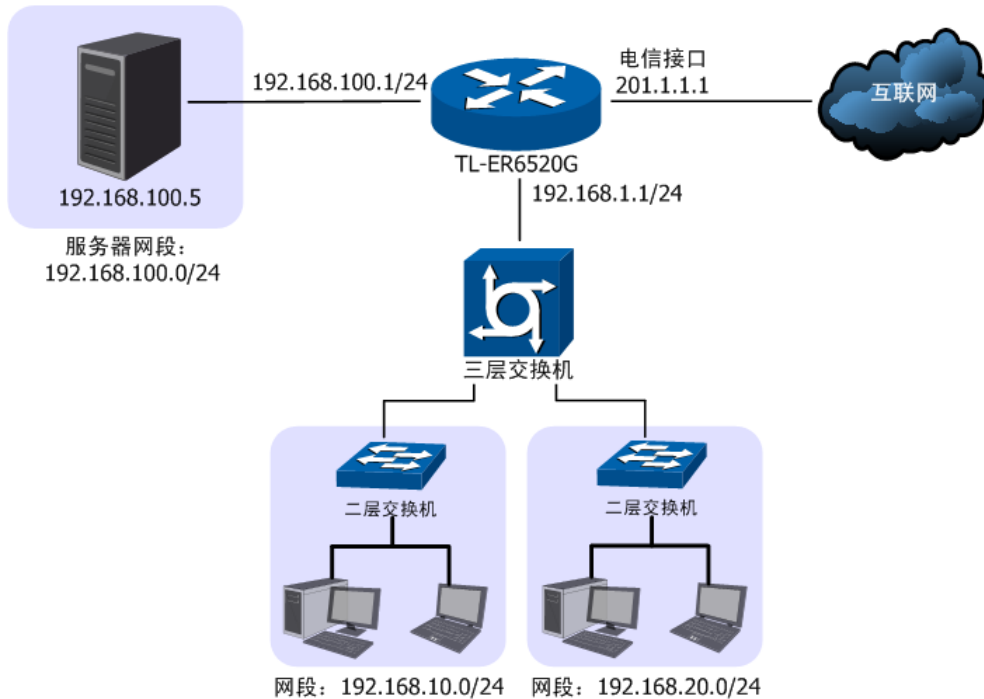 192.168.100.5
服务器网段：
192.168.100.0/24
192.168.100.1/24
TL-ER6520G
电信接口
201.1.1.1
互联网
192.168.1.1/24
三层交换机
二层交换机
二层交换机
网段：192.168.10.0/24
网段：192.168.20.0/24